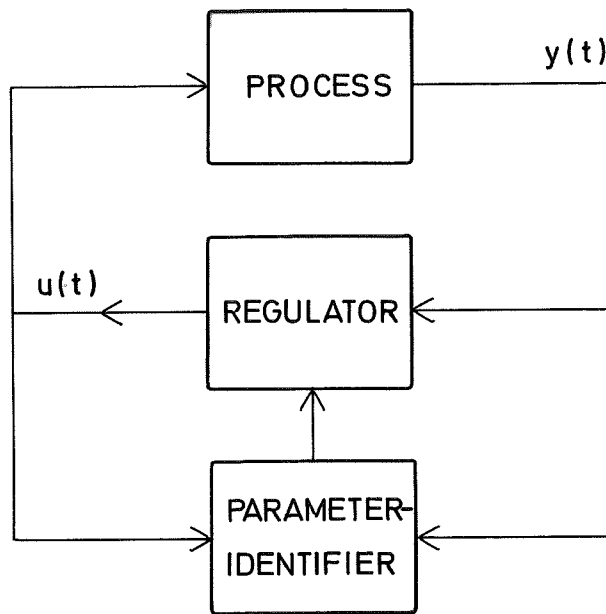 y(t)
PROCESS
u(t)
REGULATOR
PARAMETER-
IDENTIFIER